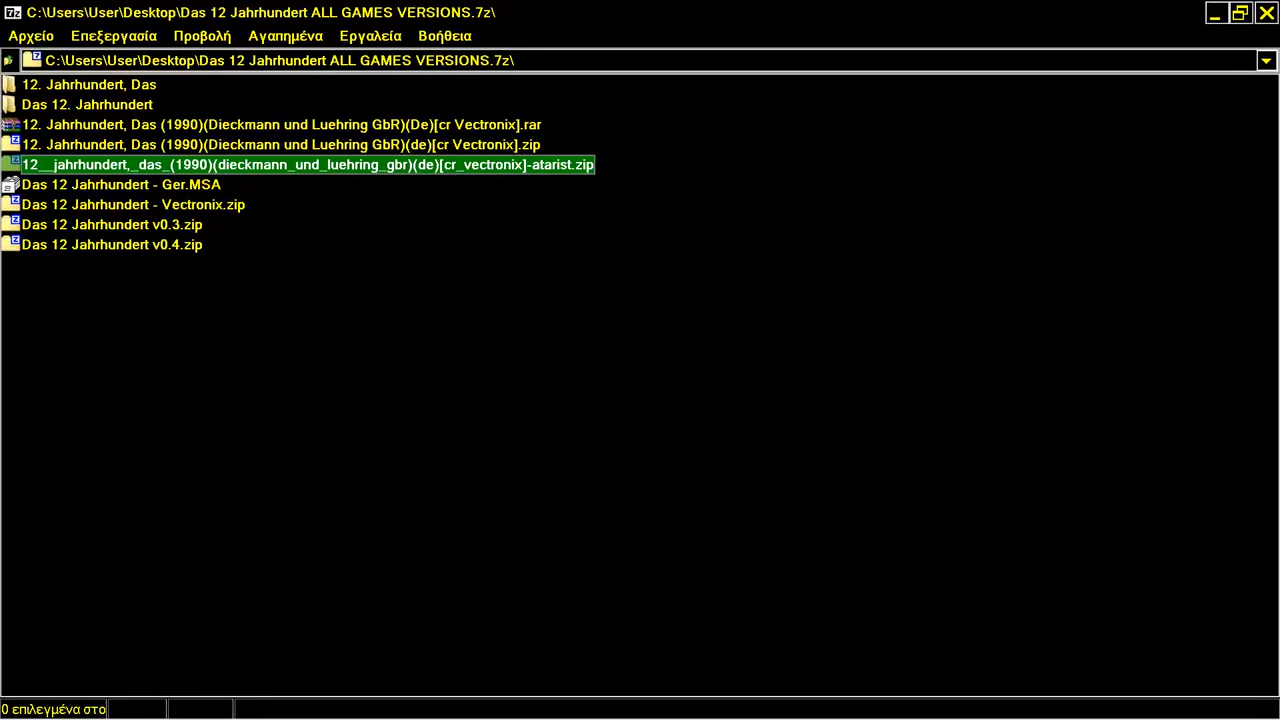 7z C:\Users\User\Desktop\Das 12 Jahrhundert ALL GAMES VERSIONS.7z\
Αρχείο Επεξεργασία Προβολή Αγαπημένα Εργαλεία Βοήθεια
C:\Users\User\Desktop\Das 12 Jahrhundert ALL GAMES VERSIONS.7z\
12. Jahrhundert, Das
Das 12. Jahrhundert
12. Jahrhundert, Das (1990)(Dieckmann und Luehring GbR)(De)[cr Vectronix].rar
12. Jahrhundert, Das (1990)(Dieckmann und Luehring GbR)(de)[cr Vectronix].zip
12__jahrhundert,_das_(1990)(dieckmann_und_luehring_gbr)(de)[cr_vectronix]-atarist.zip
Das 12 Jahrhundert - Ger.MSA
Das 12 Jahrhundert - Vectronix.zip
Das 12 Jahrhundert v0.3.zip
Das 12 Jahrhundert v0.4.zip
0 επιλεγμένα στο